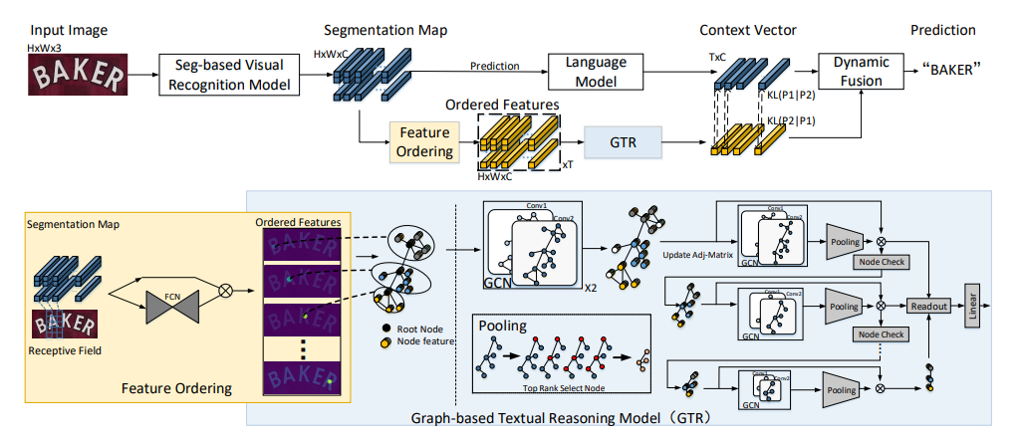 Input Image
HxWx3
BAKER
Seg-based Visual
Recognition Model
Segmentation Map
HxWxC
Prediction
Language
Model
Context Vector
TxC
KL(P1|P2)
KL(P2|P1)
Dynamic
Fusion
Prediction
“BAKER”
Feature
Ordering
Ordered Features
HxWxC
xT
GTR
Segmentation Map
BAKER
Receptive Field
FCN
Feature Ordering
Ordered Features
BAKER
BAKER
BAKER
BAKER
Root Node
Node feature
Conv1
Conv2
GCN
X2
Pooling
Top Rank Select Node
Update Adj-Matrix
Conv1
Conv2
GCN
Pooling
Node Check
Conv1
Conv2
GCN
Pooling
Node Check
Conv1
Conv2
GCN
Pooling
Readout
Linear
Graph-based Textual Reasoning Model（GTR）